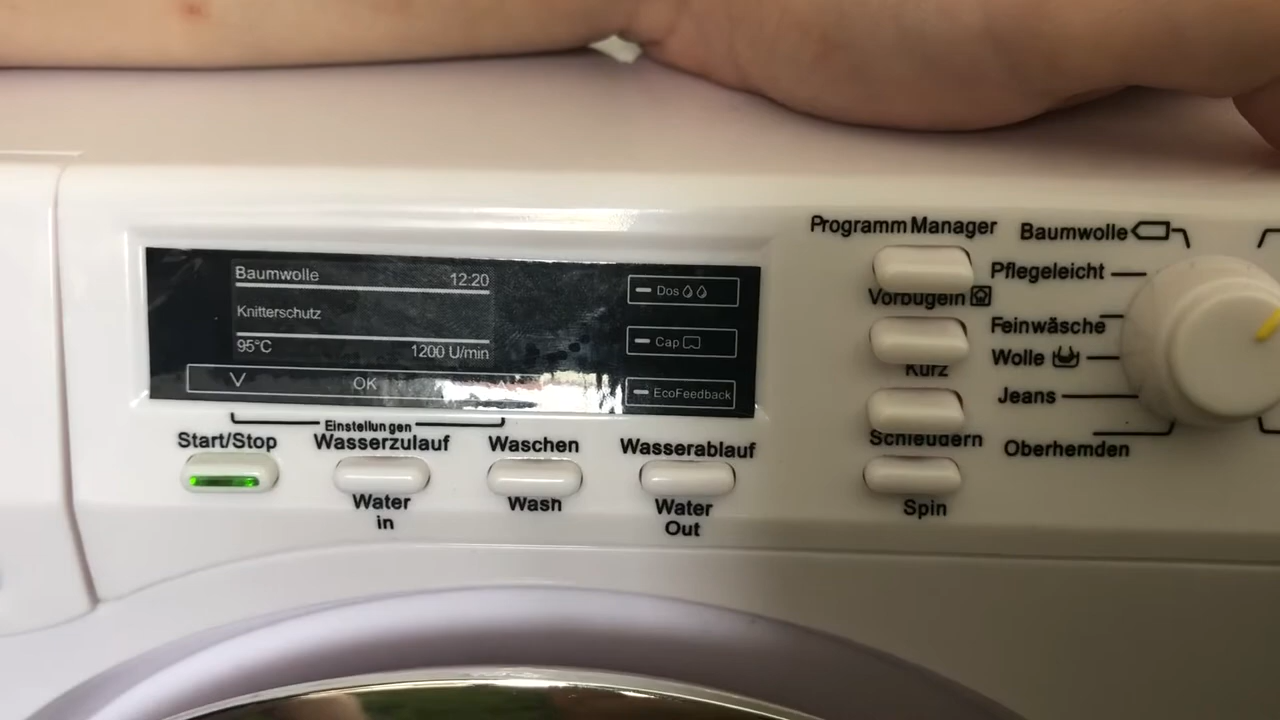 Baumwolle 12:20
Knitterschutz
95°C 1200 U/min
OK
Dos
Cap
EcoFeedback
Einstellungen
Start/Stop
Wasserzulauf
Waschen
Wasserablauf
Water
in
Wash
Water
Out
Programm Manager
Vorbügeln
Kurz
Schleudern
Spin
Baumwolle
Pflegeleicht
Feinwäsche
Wolle
Jeans
Oberhemden